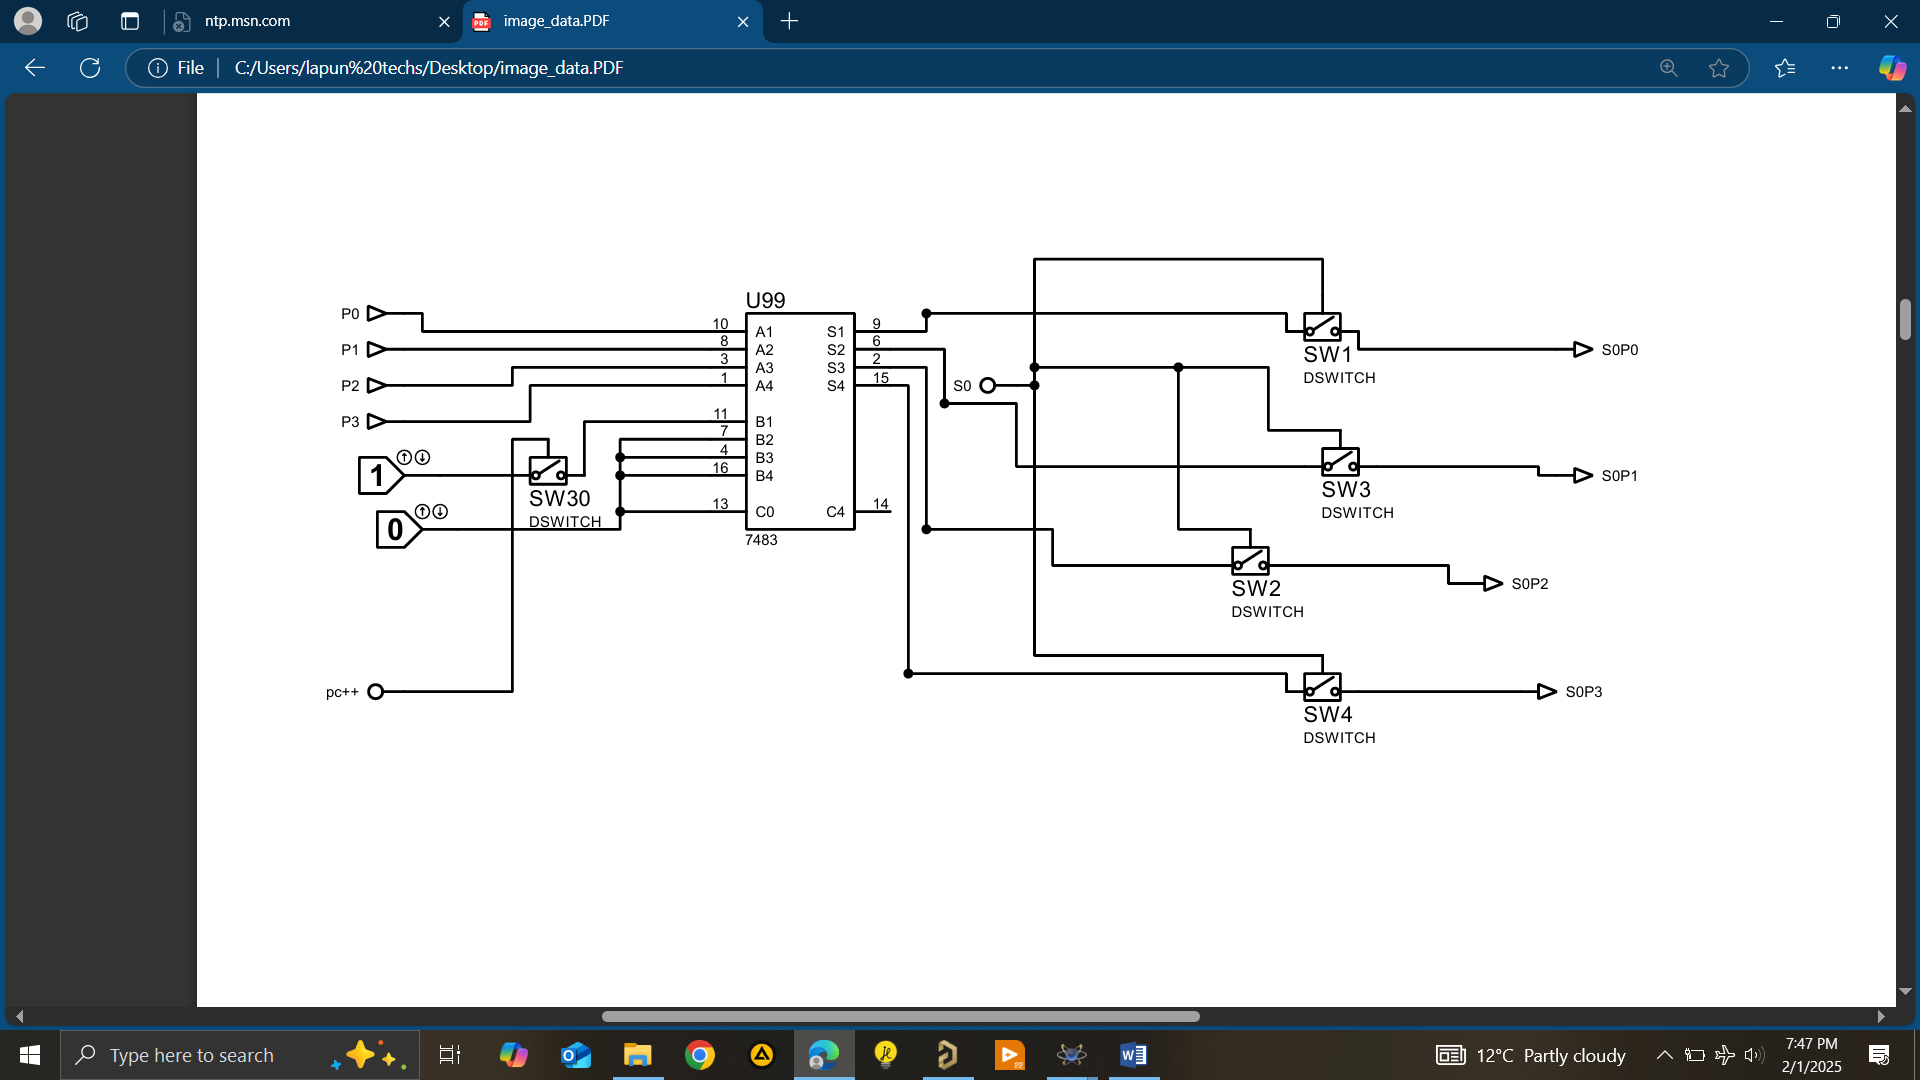 ntp.msn.com
image_data.PDF
File
C:/Users/lapun%20techs/Desktop/image_data.PDF
U99
P0
P1
P2
P3
10
8
3
1
11
7
4
16
13
A1
A2
A3
A4
B1
B2
B3
B4
C0
S1
S2
S3
S4
C4
9
6
2
15
14
7483
1
0
SW30
DSWITCH
pc++
S0
SW1
DSWITCH
S0P0
SW3
DSWITCH
S0P1
SW2
DSWITCH
S0P2
SW4
DSWITCH
S0P3
Type here to search
12°C Partly cloudy
7:47 PM
2/1/2025